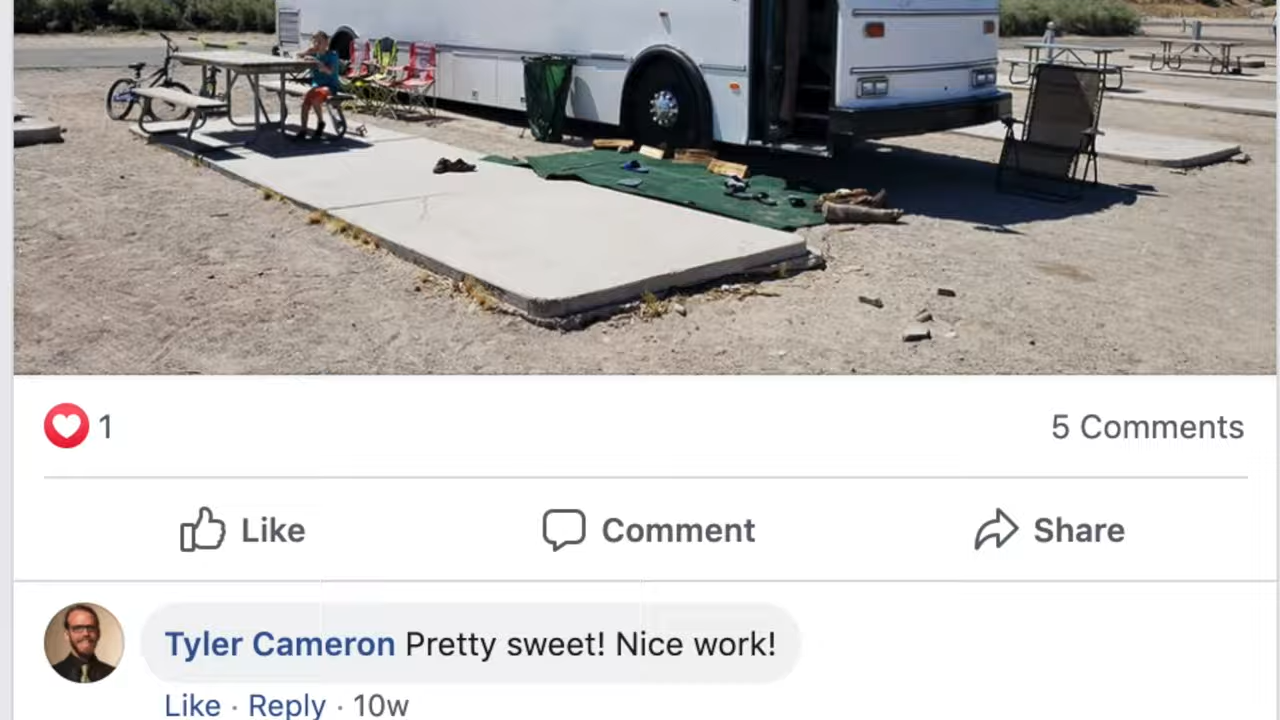 1
5 Comments
Like
Comment
Share
Tyler Cameron Pretty sweet! Nice work!
Like · Reply · 10w